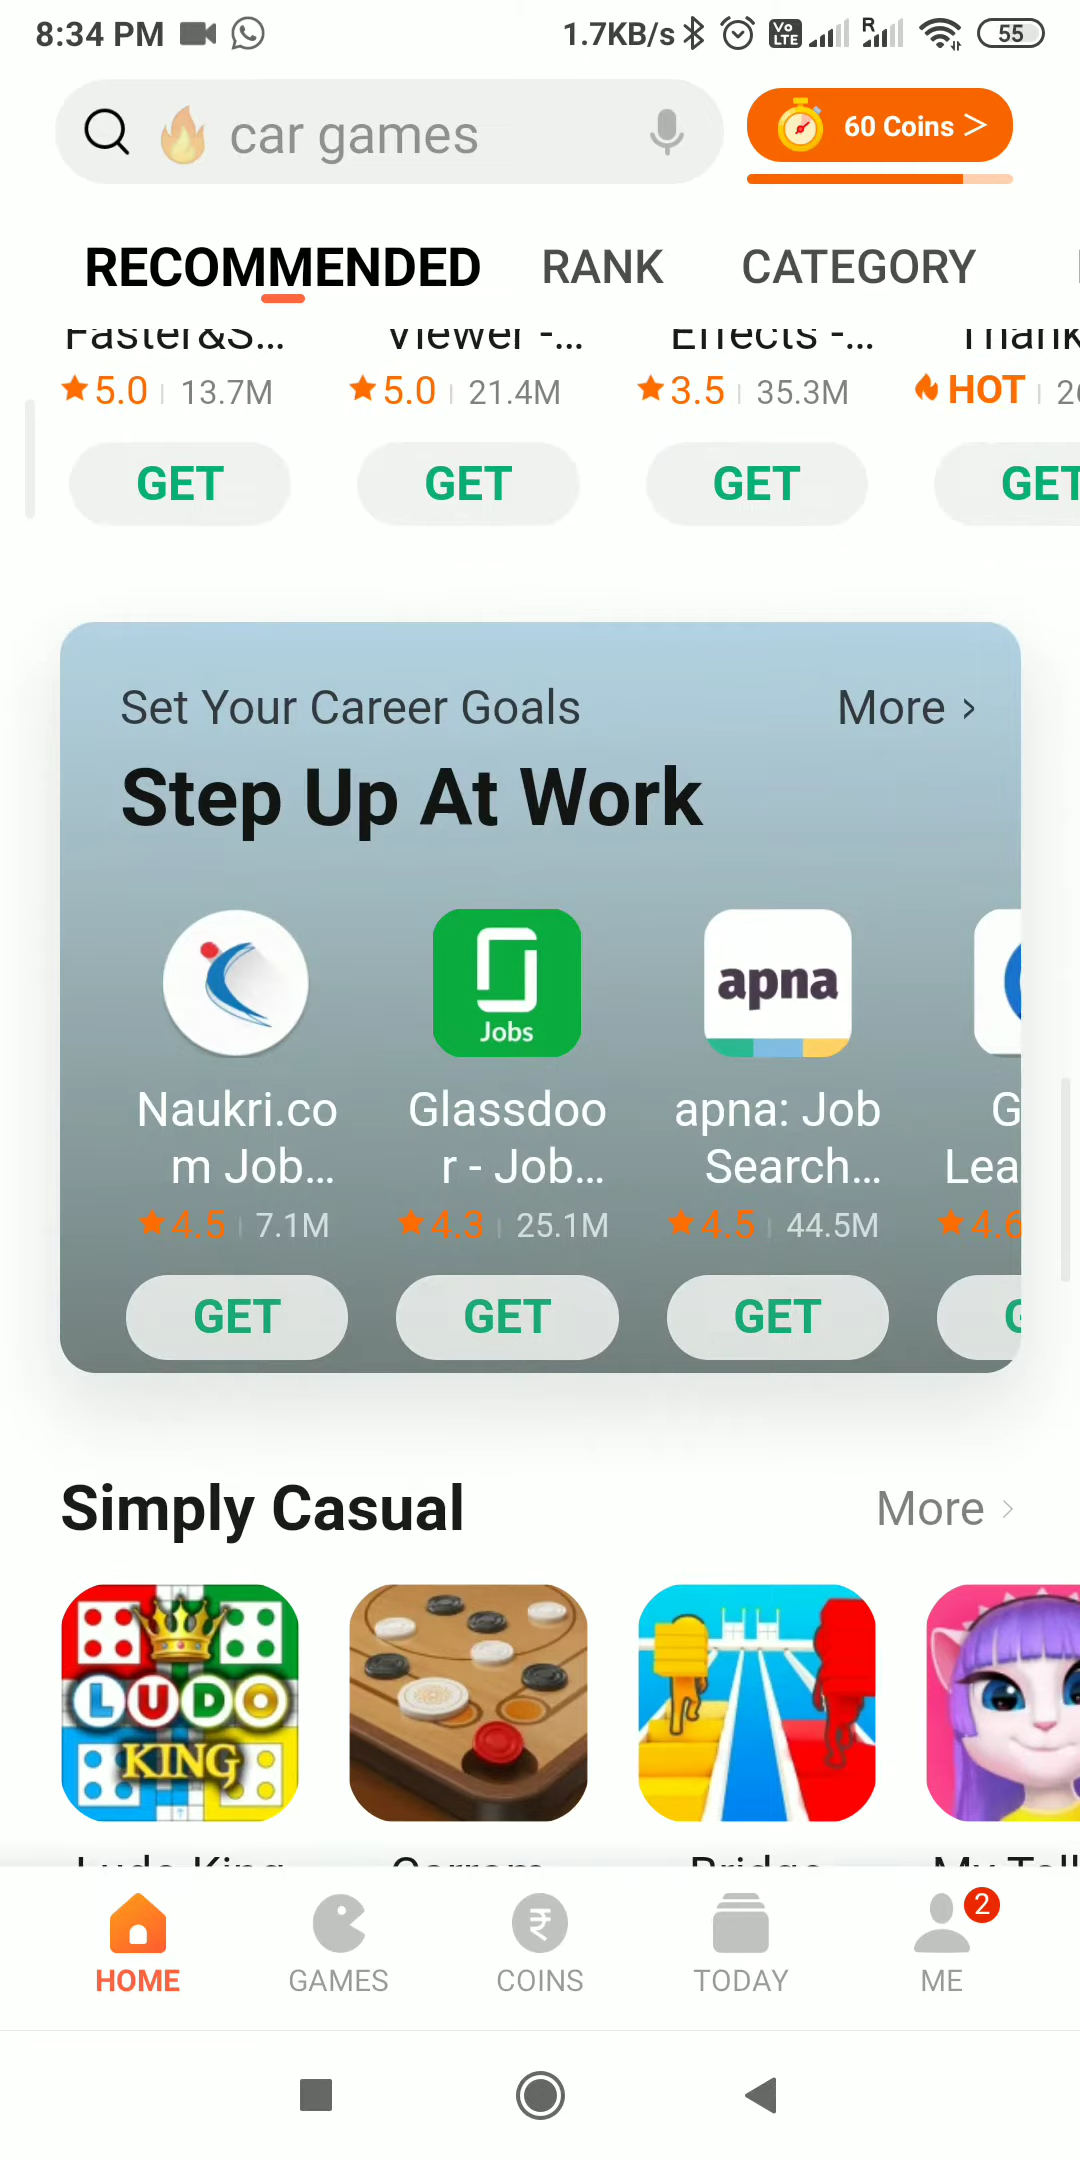 8:34 PM 1.7KB/s Vo LTE R 55
car games 60 Coins >
RECOMMENDED RANK CATEGORY
Faster&S... Viewer -... Effects -... Thank
5.0 13.7M 5.0 21.4M 3.5 35.3M HOT
GET GET GET GET
Set Your Career Goals More >
Step Up At Work
Jobs apna
Naukri.co Glassdoo apna: Job G
m Job... r - Job... Search... Lea
4.5 7.1M 4.3 25.1M 4.5 44.5M 4.6
GET GET GET G
Simply Casual More >
LUDO
KING
Ludo King Carrom Bridge My Tal
HOME GAMES COINS TODAY ME 2